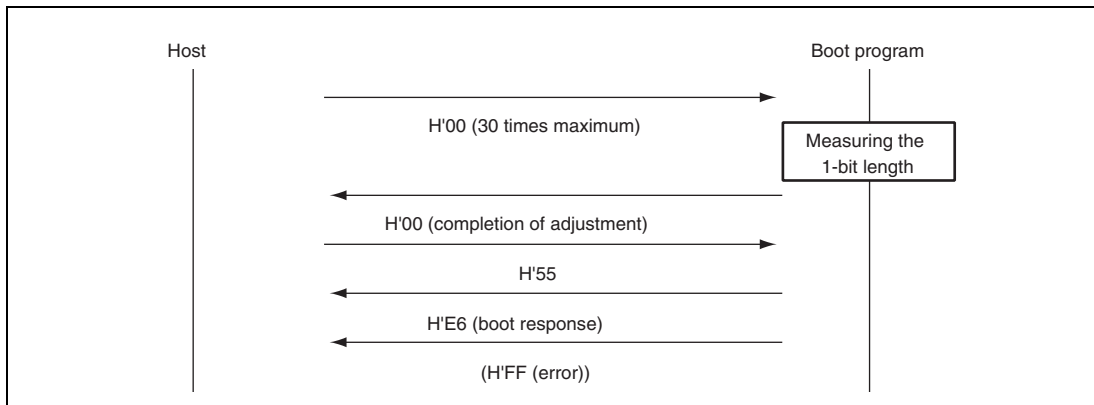 Host
Boot program
H'00 (30 times maximum)
Measuring the
1-bit length
H'00 (completion of adjustment)
H'55
H'E6 (boot response)
(H'FF (error))